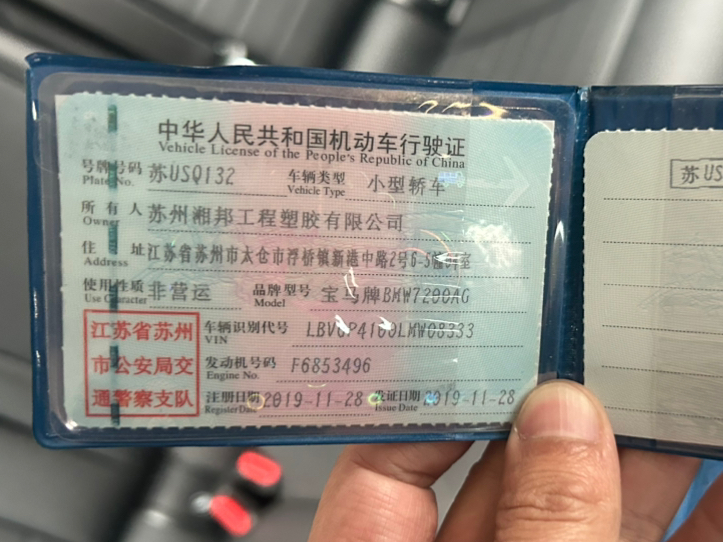 中华人民共和国机动车行驶证
Vehicle License of the People's Republic of China
号牌号码 苏USQ132 车辆类型 小型轿车
Plate No. Vehicle Type
所有人 苏州湘邦工程塑胶有限公司
Owner
住址 江苏省苏州市太仓市浮桥镇新港中路2号6-5幢
Address
使用性质 非营运 品牌型号 宝马牌BMW7200AG
Use Character Model
江苏省苏州 车辆识别代号
VIN
市公安局交 发动机号码 F6853496
Engine No.
通警察支队 注册日期 2019-11-28 发证日期 2019-11-28
Register Date Issue Date
苏US